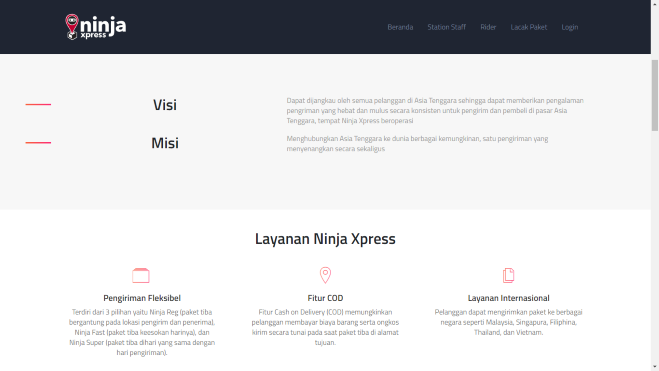 ninja
xpress
Beranda Station Staff Rider Lacak Paket Login
Visi
Dapat dijangkau oleh semua pelanggan di Asia Tenggara sehingga dapat memberikan pengalaman
pengriman yang hebat dan mulus secara konsisten untuk pengirim dan pembeli di pasar Asia
Tenggara, tempat Ninja Xpress beroperasi
Misi
Menghubungkan Asia Tenggara ke dunia berbagai kemungkinan, satu pengiriman yang
menyenangkan secara sekaligus
Layanan Ninja Xpress
Pengiriman Fleksibel
Terdiri dari 3 pilihan yaitu Ninja Reg (paket tiba
bergantung pada lokasi pengirim dan penerima),
Ninja Fast (paket tiba keesokan harinya), dan
Ninja Super (paket tiba dihari yang sama dengan
hari pengiriman).
Fitur COD
Fitur Cash on Delivery (COD) memungkinkan
pelanggan membayar biaya barang serta ongkos
kirim secara tunai pada saat paket tiba di alamat
tujuan.
Layanan Internasional
Pelanggan dapat mengirimkan paket ke berbagai
negara seperti Malaysia, Singapura, Filiphina,
Thailand, dan Vietnam.